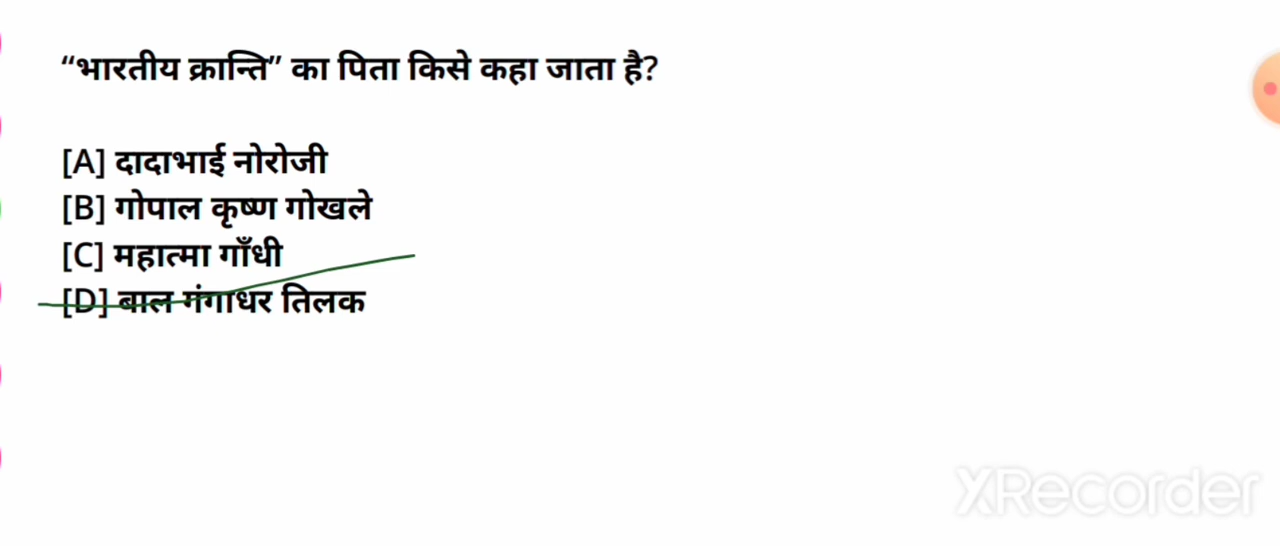 “भारतीय क्रान्ति” का पिता किसे कहा जाता है?
[A] दादाभाई नोरोजी
[B] गोपाल कृष्ण गोखले
[C] महात्मा गाँधी
[D] बाल गंगाधर तिलक
XRecorder